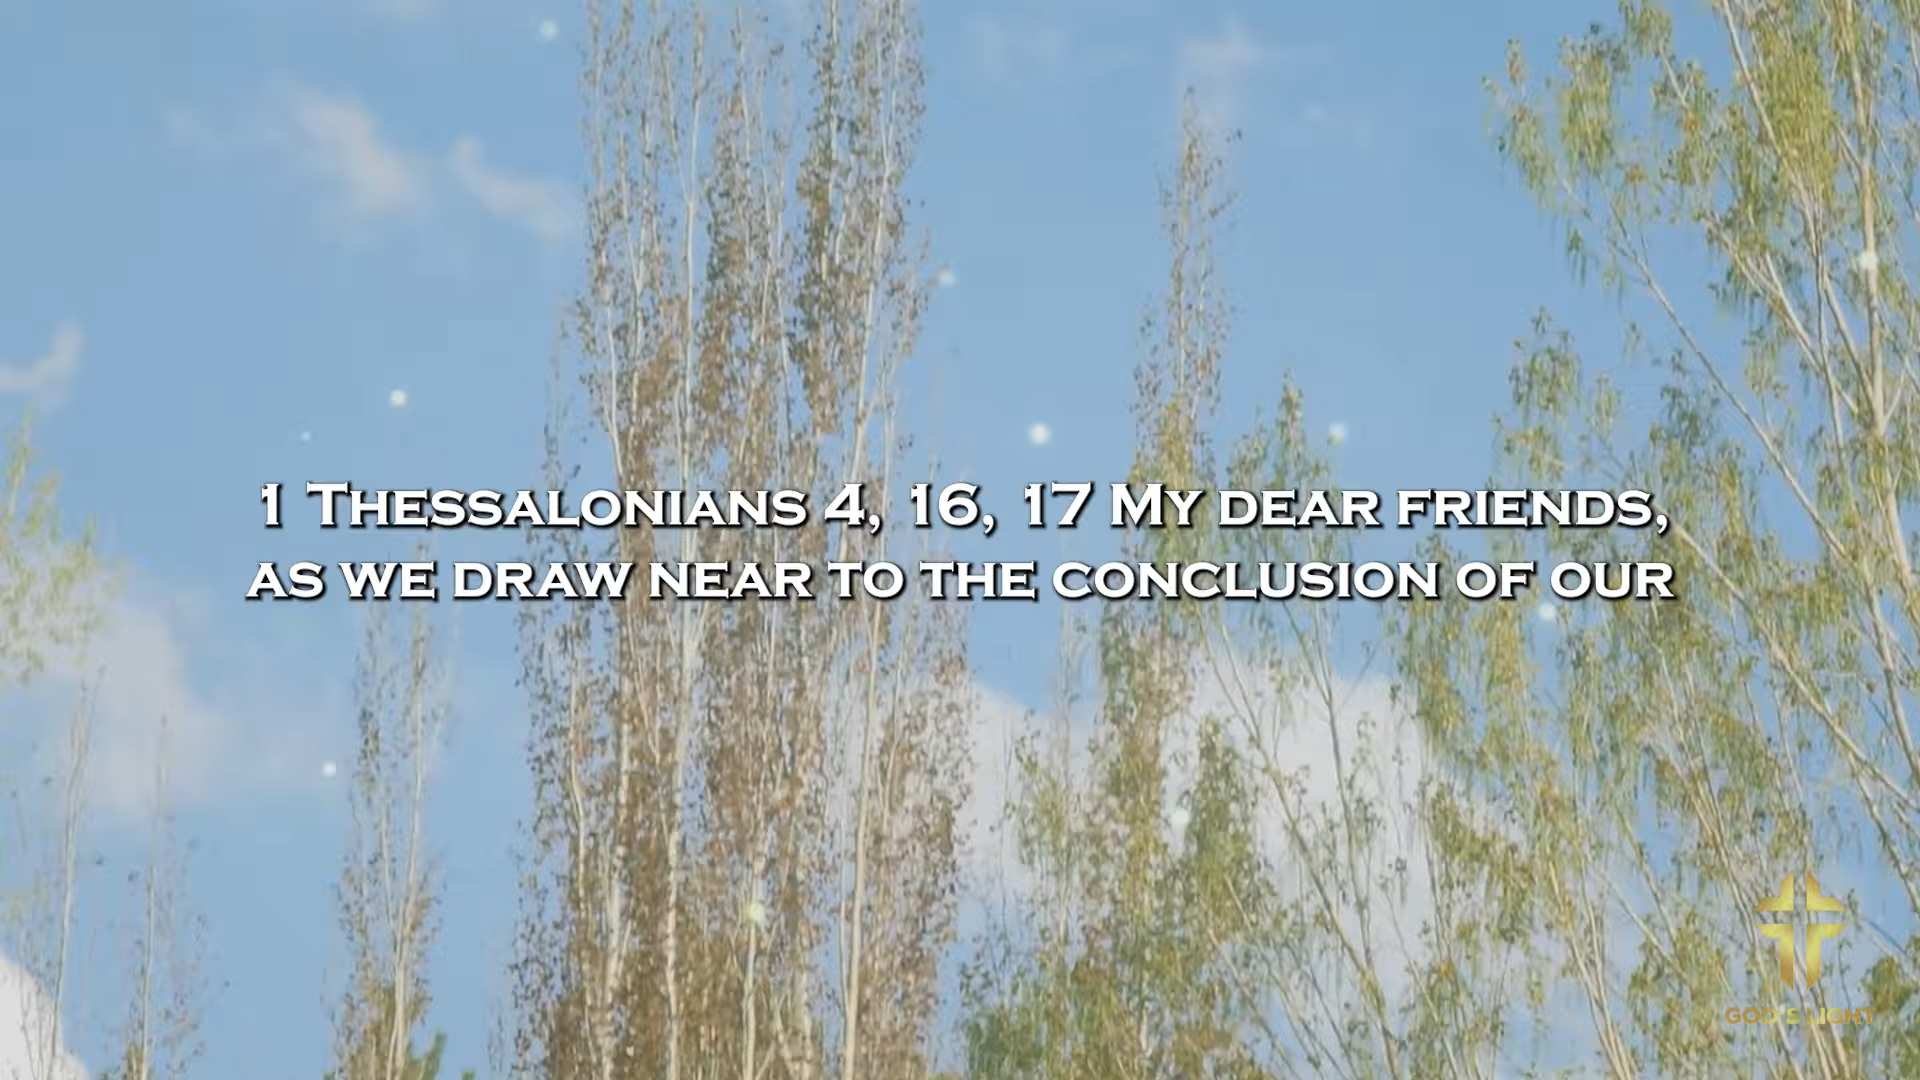 1 Thessalonians 4, 16, 17 My dear friends,
as we draw near to the conclusion of our
GOD'S LIGHT